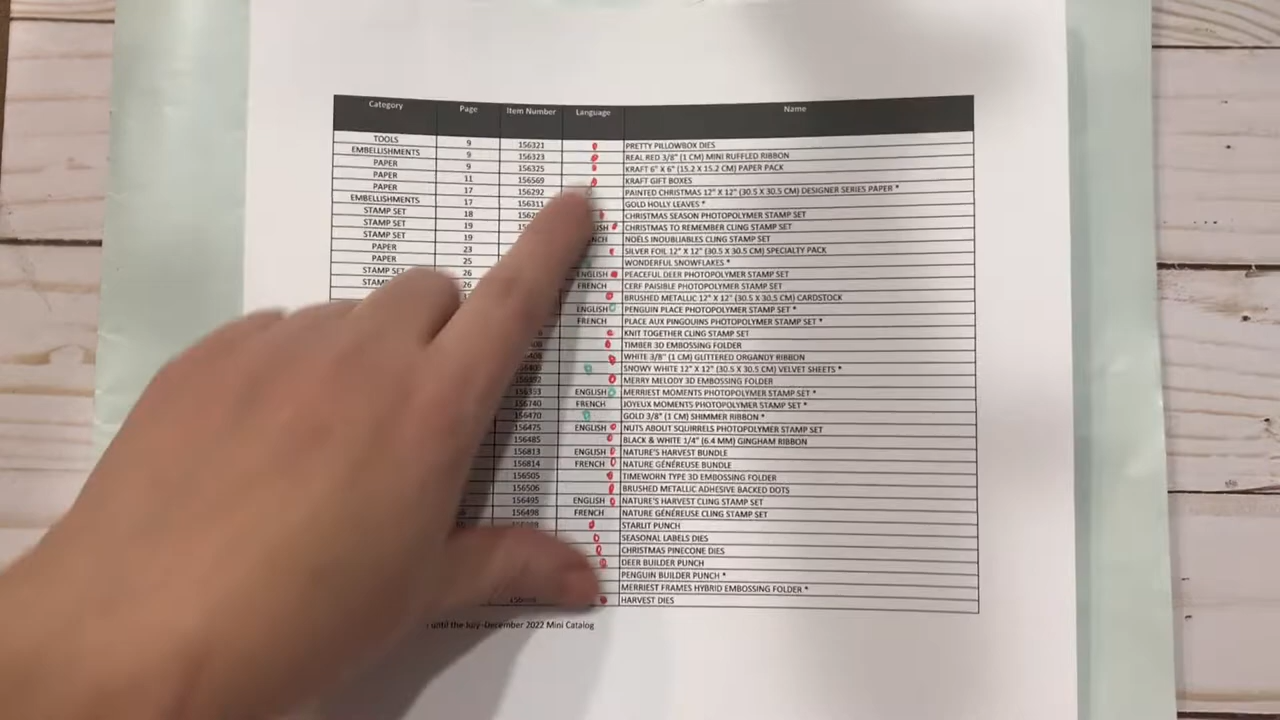 Category Page Item Number Language Name
TOOLS 9 156321 PRETTY PILLOWBOX DIES
EMBELLISHMENTS 9 156323 REAL RED 3/8" (1 CM) MINI RUFFLED RIBBON
PAPER 9 156325 KRAFT 6" X 6" (15.2 X 15.2 CM) PAPER PACK
PAPER 11 156569 KRAFT GIFT BOXES
PAPER 17 156292 PAINTED CHRISTMAS 12" X 12" (30.5 X 30.5 CM) DESIGNER SERIES PAPER *
EMBELLISHMENTS 17 156311 GOLD HOLLY LEAVES *
STAMP SET 18 CHRISTMAS SEASON PHOTOPOLYMER STAMP SET
STAMP SET 19 CHRISTMAS TO REMEMBER CLING STAMP SET
STAMP SET 19 NOËLS INOUBLIABLES CLING STAMP SET
PAPER 23 SILVER FOIL 12" X 12" (30.5 X 30.5 CM) SPECIALTY PACK
PAPER 25 WONDERFUL SNOWFLAKES *
STAMP SET 26 ENGLISH PEACEFUL DEER PHOTOPOLYMER STAMP SET
26 FRENCH CERF PAISIBLE PHOTOPOLYMER STAMP SET
BRUSHED METALLIC 12" X 12" (30.5 X 30.5 CM) CARDSTOCK
ENGLISH PENGUIN PLACE PHOTOPOLYMER STAMP SET *
FRENCH PLACE AUX PINGOUINS PHOTOPOLYMER STAMP SET *
KNIT TOGETHER CLING STAMP SET
TIMBER 3D EMBOSSING FOLDER
WHITE 3/8" (1 CM) GLITTERED ORGANDY RIBBON
SNOWY WHITE 12" X 12" (30.5 X 30.5 CM) VELVET SHEETS *
MERRY MELODY 3D EMBOSSING FOLDER
ENGLISH MERRIEST MOMENTS PHOTOPOLYMER STAMP SET *
156740 FRENCH JOYEUX MOMENTS PHOTOPOLYMER STAMP SET *
156470 GOLD 3/8" (1 CM) SHIMMER RIBBON *
156475 ENGLISH NUTS ABOUT SQUIRRELS PHOTOPOLYMER STAMP SET
156485 BLACK & WHITE 1/4" (6.4 MM) GINGHAM RIBBON
156813 ENGLISH NATURE'S HARVEST BUNDLE
156814 FRENCH NATURE GÉNÉREUSE BUNDLE
156505 TIMEWORN TYPE 3D EMBOSSING FOLDER
156506 BRUSHED METALLIC ADHESIVE BACKED DOTS
156495 ENGLISH NATURE'S HARVEST CLING STAMP SET
156498 FRENCH NATURE GÉNÉREUSE CLING STAMP SET
STARLIT PUNCH
SEASONAL LABELS DIES
CHRISTMAS PINECONE DIES
DEER BUILDER PUNCH
PENGUIN BUILDER PUNCH *
MERRIEST FRAMES HYBRID EMBOSSING FOLDER *
HARVEST DIES
until the July-December 2022 Mini Catalog